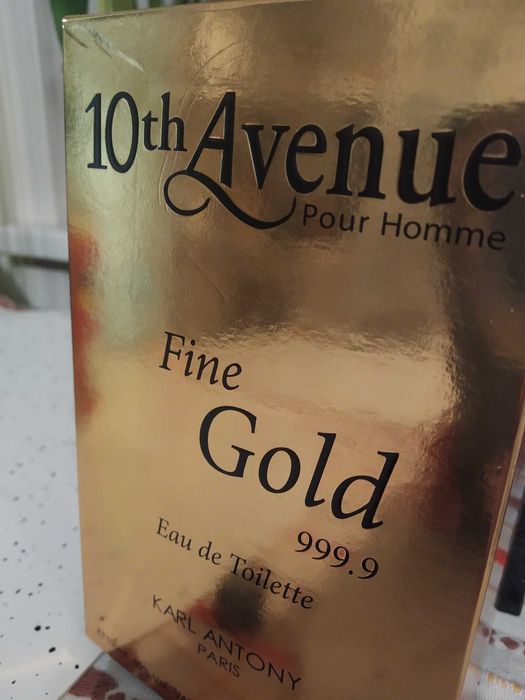 10th Avenue
Pour Homme
Fine
Gold
999.9
Eau de Toilette
KARL ANTONY
PARIS